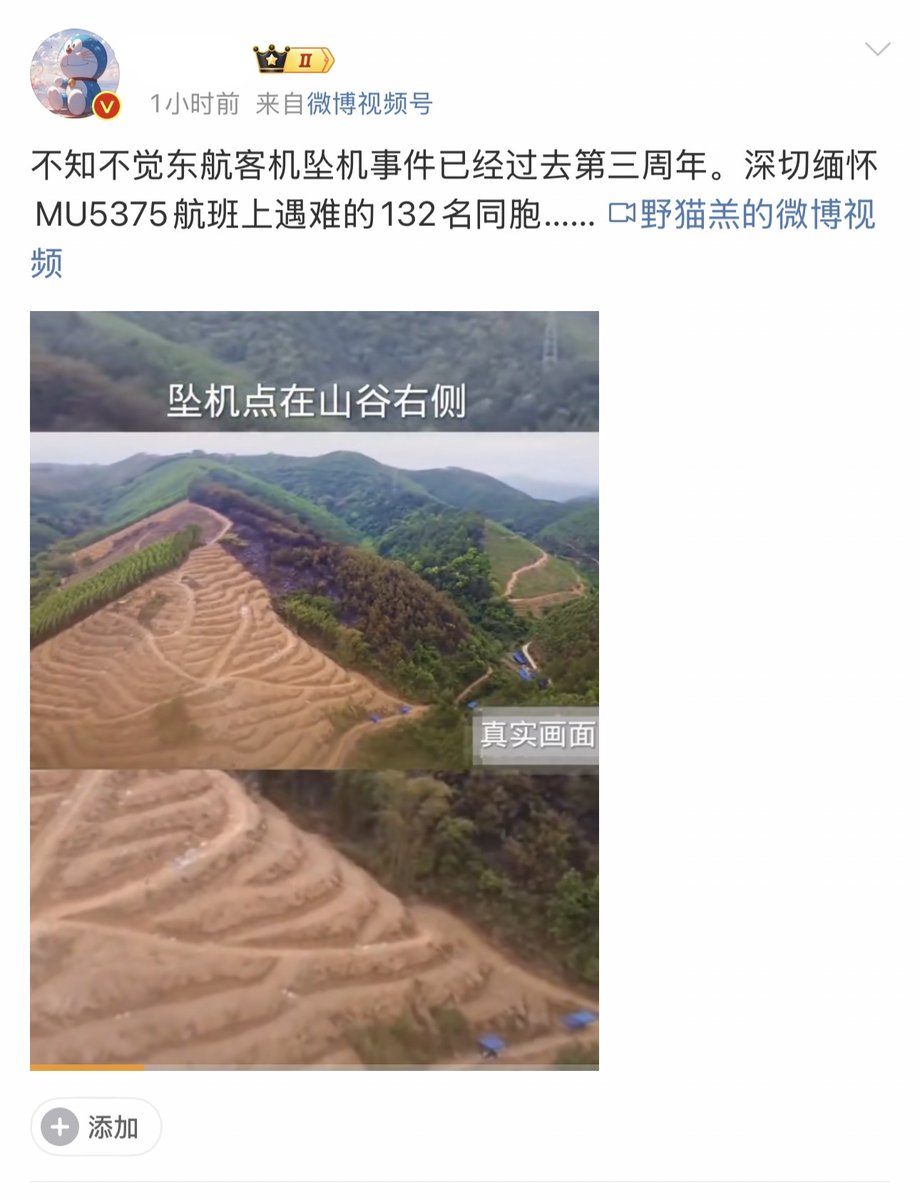 II
1小时前 来自微博视频号
不知不觉东航客机坠机事件已经过去第三周年。深切缅怀
MU5375航班上遇难的132名同胞...... 野猫羔的微博视
频
坠机点在山谷右侧
真实画面
添加